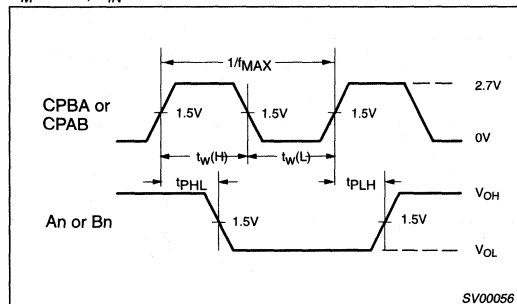 1/fMAX
2.7V
CPBA or
CPAB
1.5V
1.5V
1.5V
0V
tw(H)
tw(L)
tPHL
tPLH
VOH
An or Bn
1.5V
1.5V
VOL
SV00056